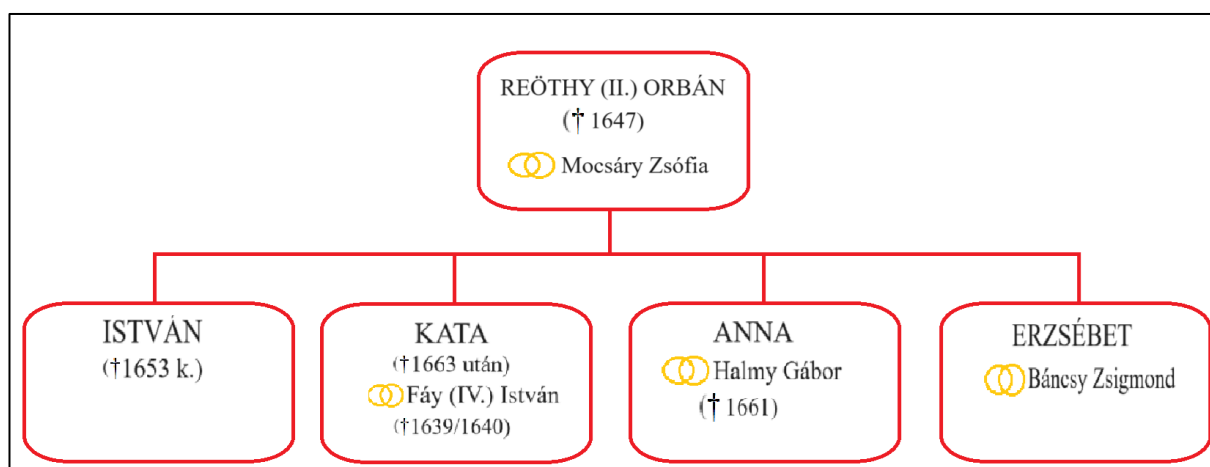 REÖTHY (II.) ORBÁN
(† 1647)
Mocsáry Zsófia
ISTVÁN
(†1653 k.)
KATA
(†1663 után)
Fáy (IV.) István
(†1639/1640)
ANNA
Halmy Gábor
(† 1661)
ERZSÉBET
Báncsy Zsigmond